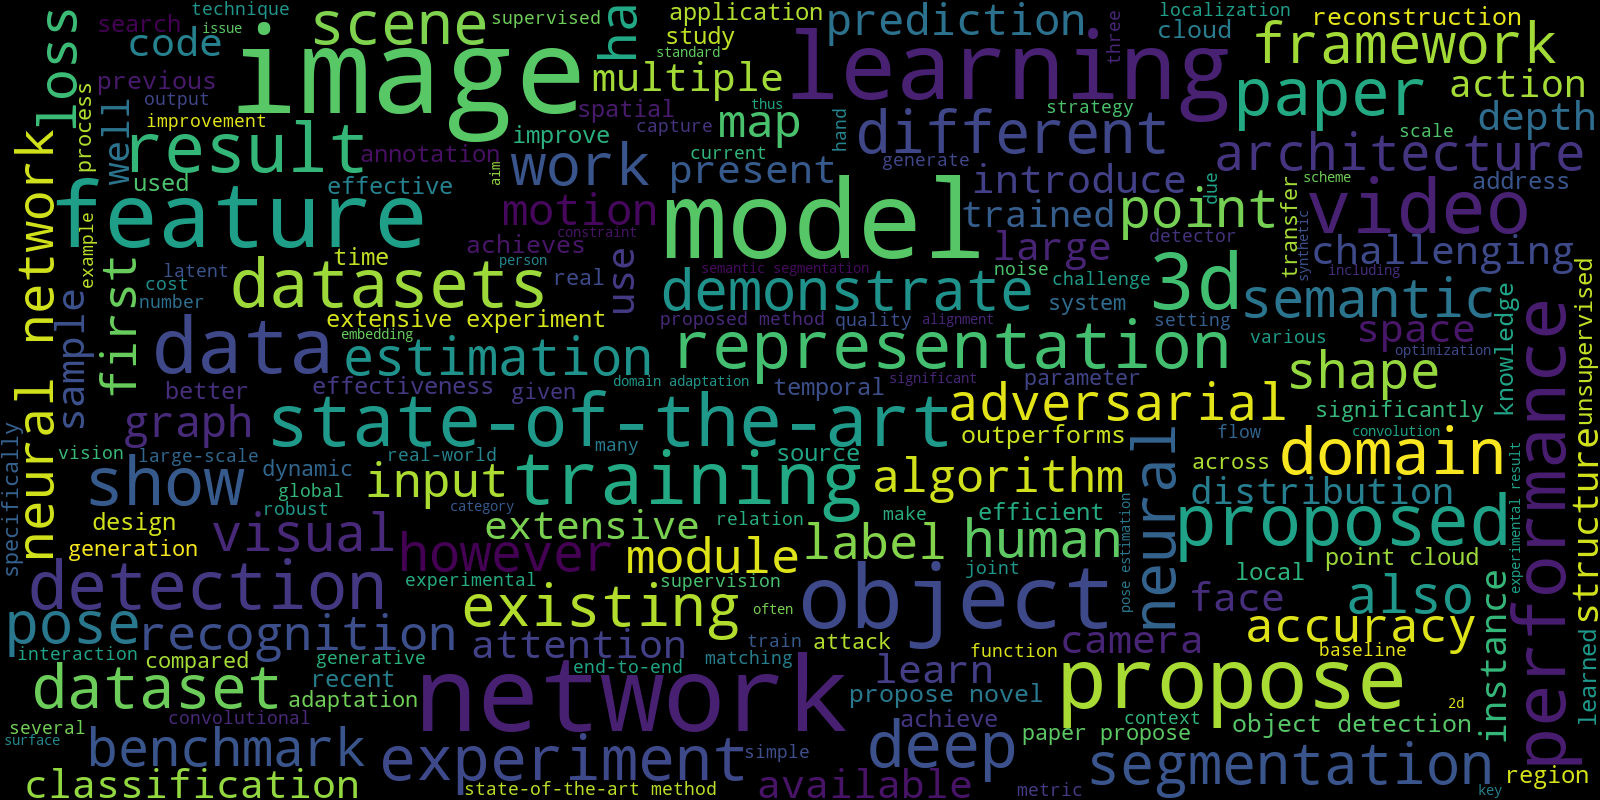 technique
search
issue
code
previous
output
improvement
loss
process
well
scene
supervised
image
ha
standard
application
study
multiple
prediction
localization
cloud
three
reconstruction
framework
learning
paper
action
depth
scale
strategy
result
used
annotation
effective
aim
spatial
improve
capture
thus
map
current
hand
different
generate
work
present
introduce
due
architecture
scheme
address
feature
neural network
example
motion
constraint
achieves
person
model
trained
point
large
detector
transfer
synthetic
video
challenging
including
time
latent
cost
number
first
sample
datasets
real
use
semantic segmentation
noise
challenge
system
demonstrate
3d
semantic
setting
extensive experiment
embedding
proposed method
quality
alignment
various
space
optimization
knowledge
unsupervised
data
estimation
representation
shape
better
effectiveness
given
domain adaptation
temporal
significant
parameter
graph
state-of-the-art
adversarial
significantly
performance
structure
outperforms
flow
convolution
vision
large-scale
dynamic
real-world
many
source
across
domain
specifically
show
global
robust
input
category
training
algorithm
distribution
experimental result
design
generation
visual
extensive
relation
make
efficient
pose estimation
neural
proposed
however
module
label
human
point cloud
detection
experimental
supervision
often
joint
local
existing
object
face
also
instance
pose
recognition
attention
train
attack
camera
accuracy
interaction
compared
generative
recent
end-to-end
matching
learn
function
baseline
learned
dataset
adaptation
network
propose novel
propose
2d
several
convolutional
achieve
context
paper propose
object detection
surface
benchmark
experiment
simple
deep
segmentation
region
classification
state-of-the-art method
available
metric
key